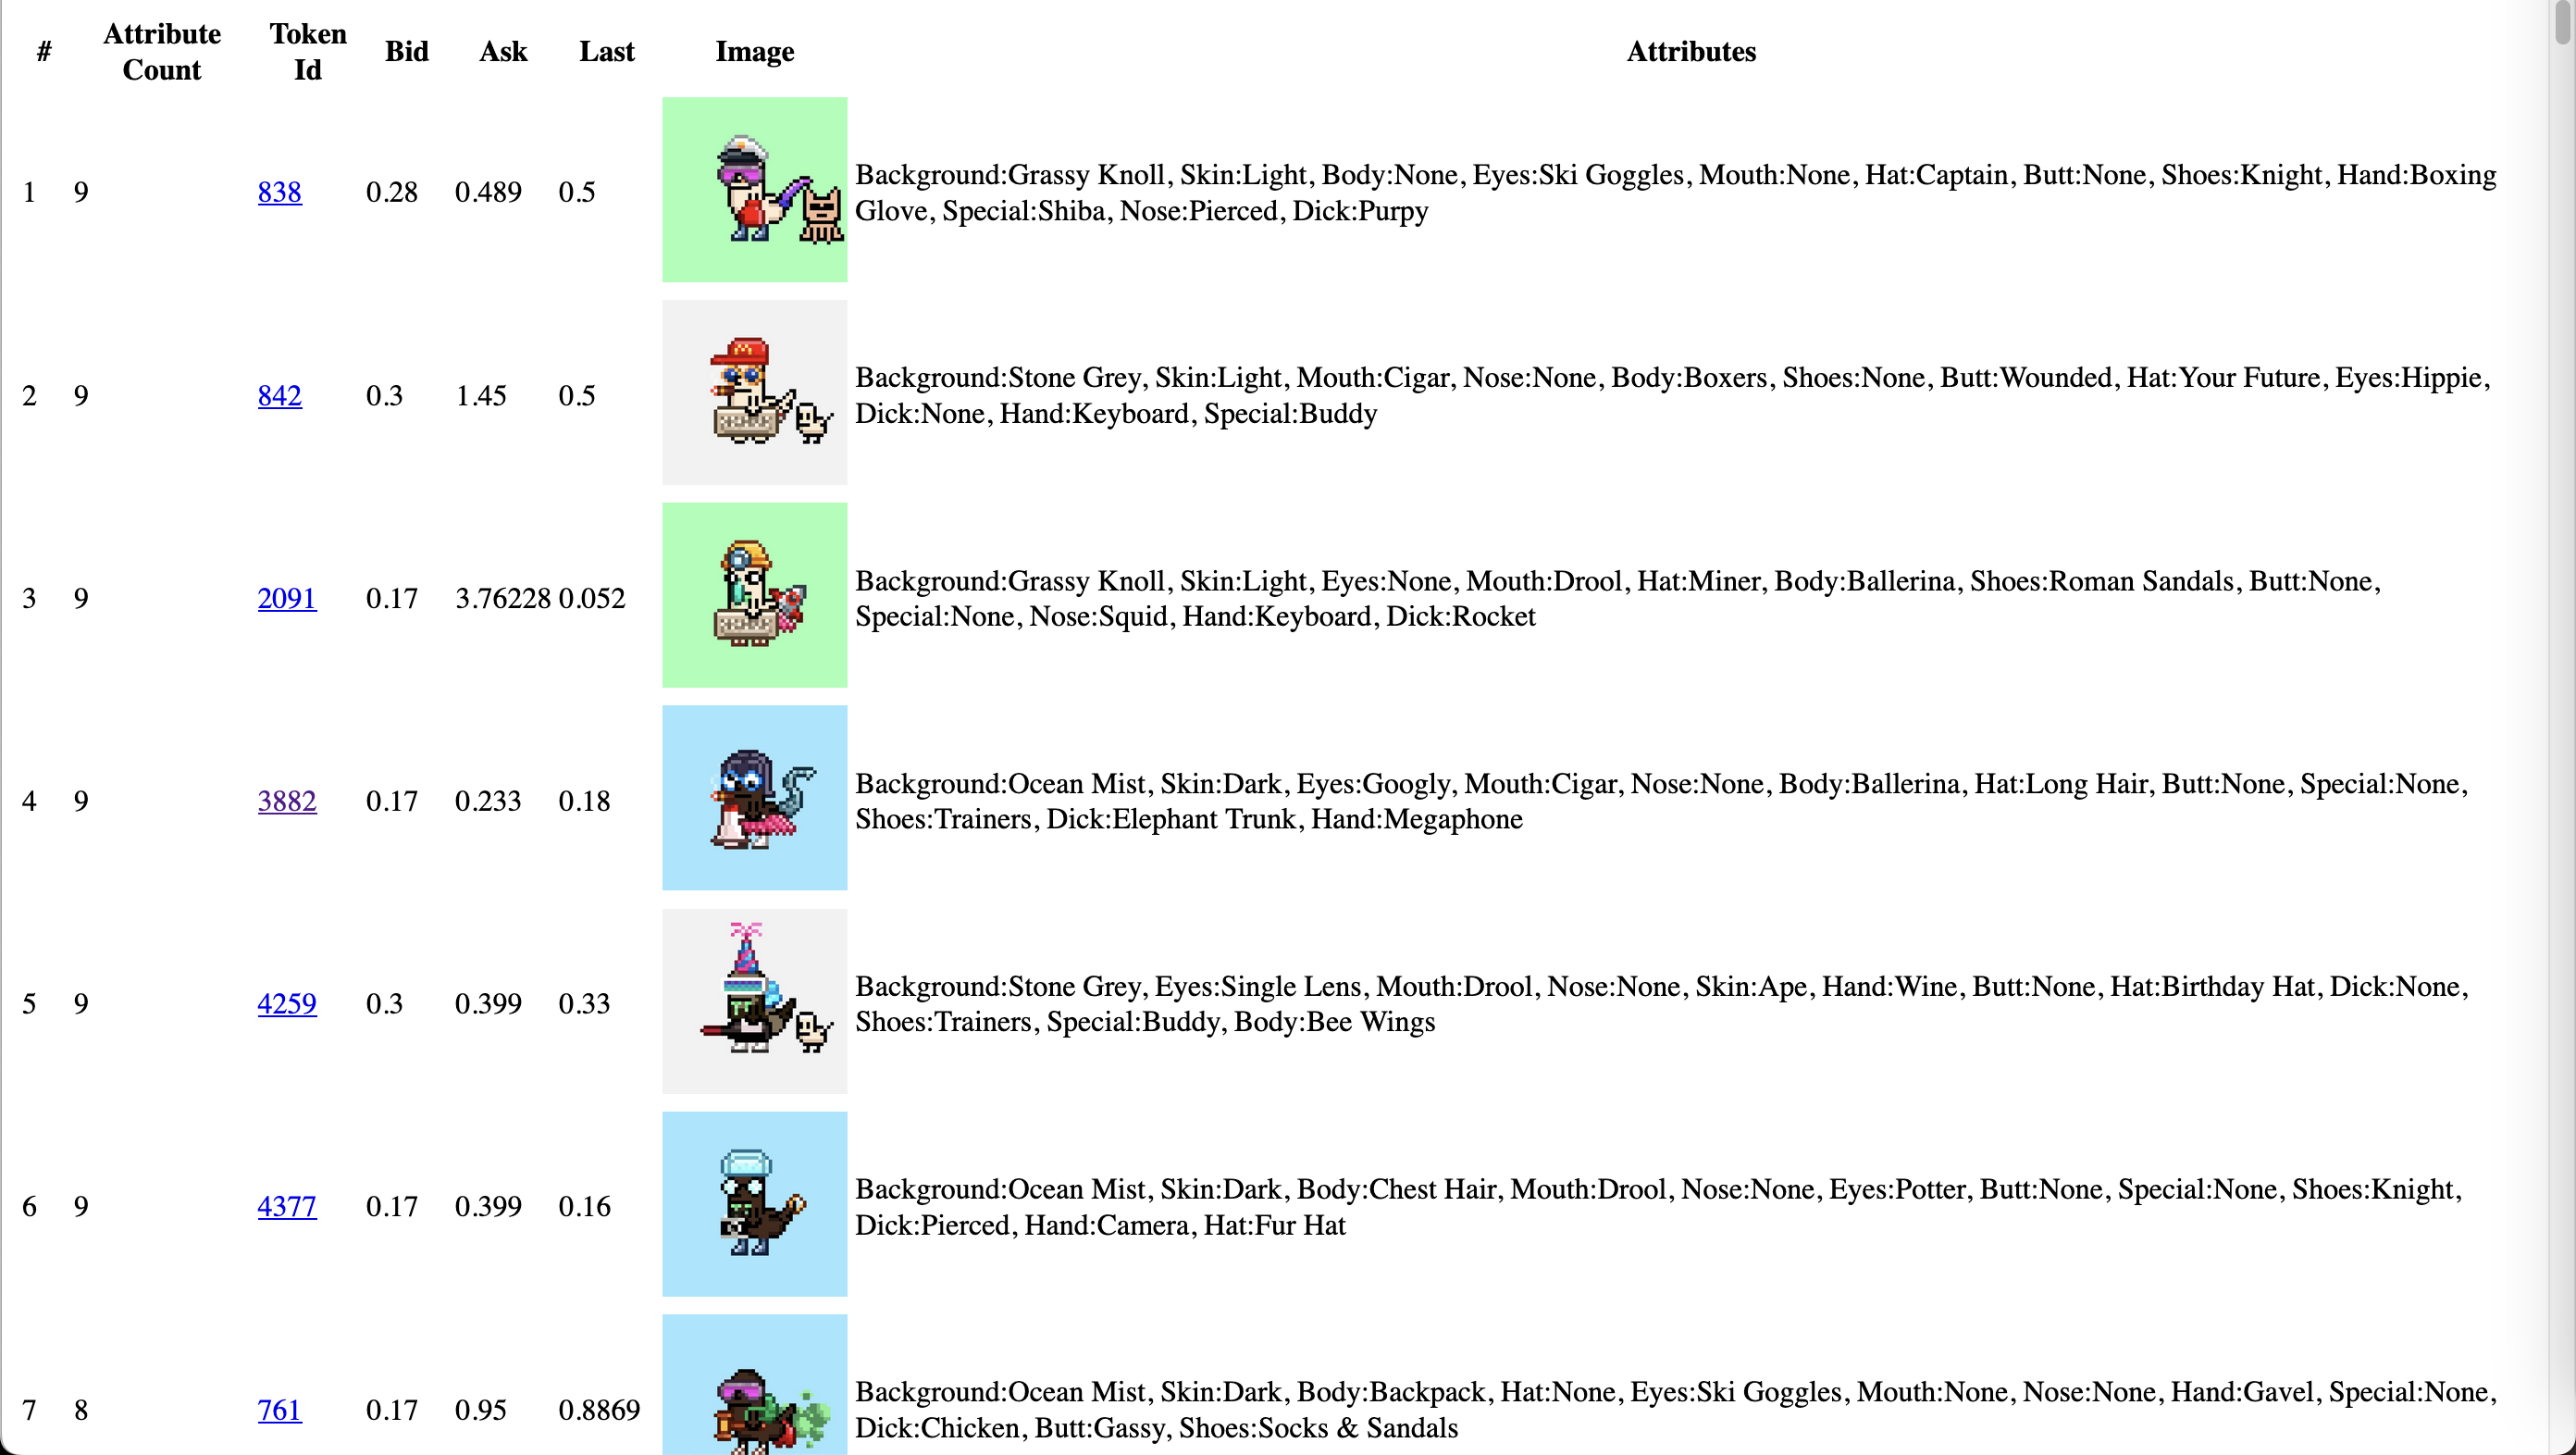 # Attribute Count Token Id Bid Ask Last Image Attributes
1 9 838 0.28 0.489 0.5 Background:Grassy Knoll, Skin:Light, Body:None, Eyes:Ski Goggles, Mouth:None, Hat:Captain, Butt:None, Shoes:Knight, Hand:Boxing
Glove, Special:Shiba, Nose:Pierced, Dick:Purpy
2 9 842 0.3 1.45 0.5 Background:Stone Grey, Skin:Light, Mouth:Cigar, Nose:None, Body:Boxers, Shoes:None, Butt:Wounded, Hat:Your Future, Eyes:Hippie,
Dick:None, Hand:Keyboard, Special:Buddy
3 9 2091 0.17 3.76228 0.052 Background:Grassy Knoll, Skin:Light, Eyes:None, Mouth:Drool, Hat:Miner, Body:Ballerina, Shoes:Roman Sandals, Butt:None,
Special:None, Nose:Squid, Hand:Keyboard, Dick:Rocket
4 9 3882 0.17 0.233 0.18 Background:Ocean Mist, Skin:Dark, Eyes:Googly, Mouth:Cigar, Nose:None, Body:Ballerina, Hat:Long Hair, Butt:None, Special:None,
Shoes:Trainers, Dick:Elephant Trunk, Hand:Megaphone
5 9 4259 0.3 0.399 0.33 Background:Stone Grey, Eyes:Single Lens, Mouth:Drool, Nose:None, Skin:Ape, Hand:Wine, Butt:None, Hat:Birthday Hat, Dick:None,
Shoes:Trainers, Special:Buddy, Body:Bee Wings
6 9 4377 0.17 0.399 0.16 Background:Ocean Mist, Skin:Dark, Body:Chest Hair, Mouth:Drool, Nose:None, Eyes:Potter, Butt:None, Special:None, Shoes:Knight,
Dick:Pierced, Hand:Camera, Hat:Fur Hat
7 8 761 0.17 0.95 0.8869 Background:Ocean Mist, Skin:Dark, Body:Backpack, Hat:None, Eyes:Ski Goggles, Mouth:None, Nose:None, Hand:Gavel, Special:None,
Dick:Chicken, Butt:Gassy, Shoes:Socks & Sandals